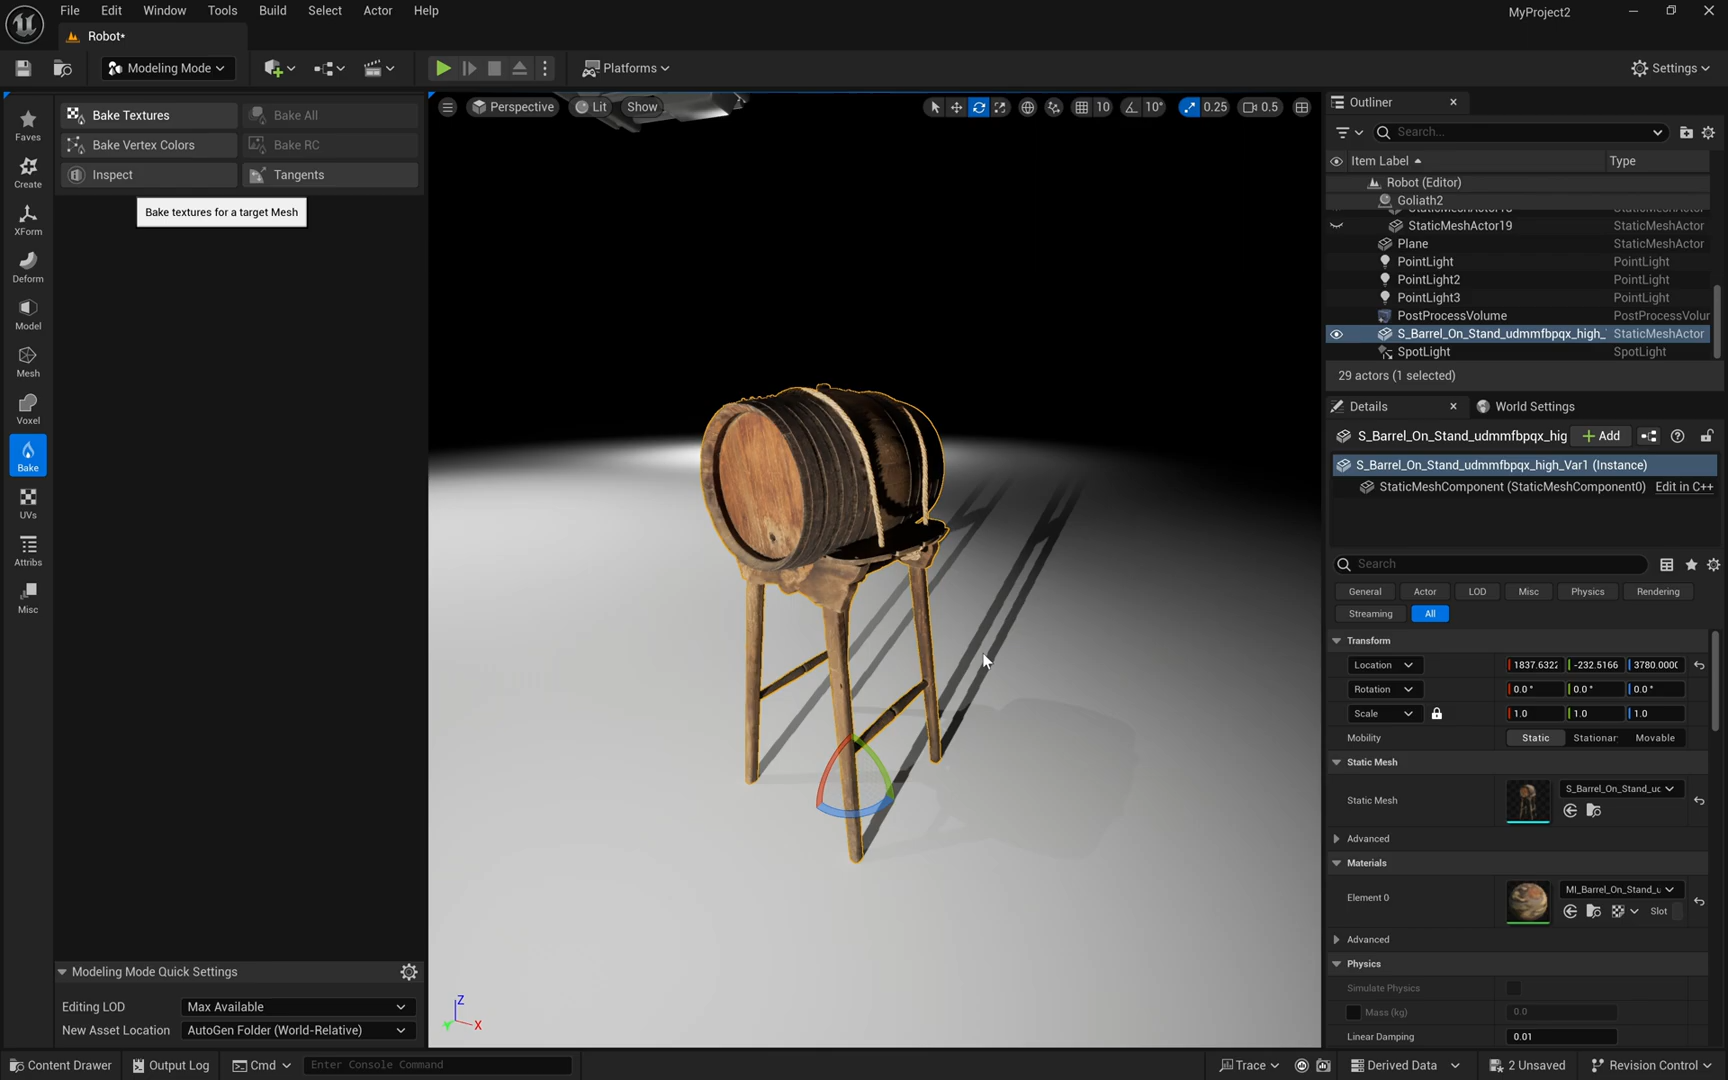 File Edit Window Tools Build Select Actor Help
MyProject2
Robot*
Modeling Mode
Platforms
Settings
Faves
Create
XForm
Deform
Model
Mesh
Voxel
Bake
UVs
Attribs
Misc
Bake Textures
Bake All
Bake Vertex Colors
Bake RC
Inspect
Tangents
Bake textures for a target Mesh
Modeling Mode Quick Settings
Editing LOD Max Available
New Asset Location AutoGen Folder (World-Relative)
Perspective Lit Show
10 10° 0.25 0.5
Z
X
Outliner
Search...
Item Label Type
Robot (Editor)
Goliath2
StaticMeshActor19 StaticMeshActor
Plane StaticMeshActor
PointLight PointLight
PointLight2 PointLight
PointLight3 PointLight
PostProcessVolume PostProcessVolur
S_Barrel_On_Stand_udmmfbpqx_high_ StaticMeshActor
SpotLight SpotLight
29 actors (1 selected)
Details
World Settings
S_Barrel_On_Stand_udmmfbpqx_hig
Add
S_Barrel_On_Stand_udmmfbpqx_high_Var1 (Instance)
StaticMeshComponent (StaticMeshComponent0) Edit in C++
Search
General Actor LOD Misc Physics Rendering
Streaming All
Transform
Location 1837.6322 -232.5166 3780.000(
Rotation 0.0° 0.0° 0.0°
Scale 1.0 1.0 1.0
Mobility Static Stationar Movable
Static Mesh
Static Mesh S_Barrel_On_Stand_uc
Advanced
Materials
Element 0 MI_Barrel_On_Stand_u
Slot
Advanced
Physics
Simulate Physics
Mass (kg) 0.0
Linear Damping 0.01
Content Drawer Output Log Cmd Enter Console Command
Trace Derived Data 2 Unsaved Revision Control